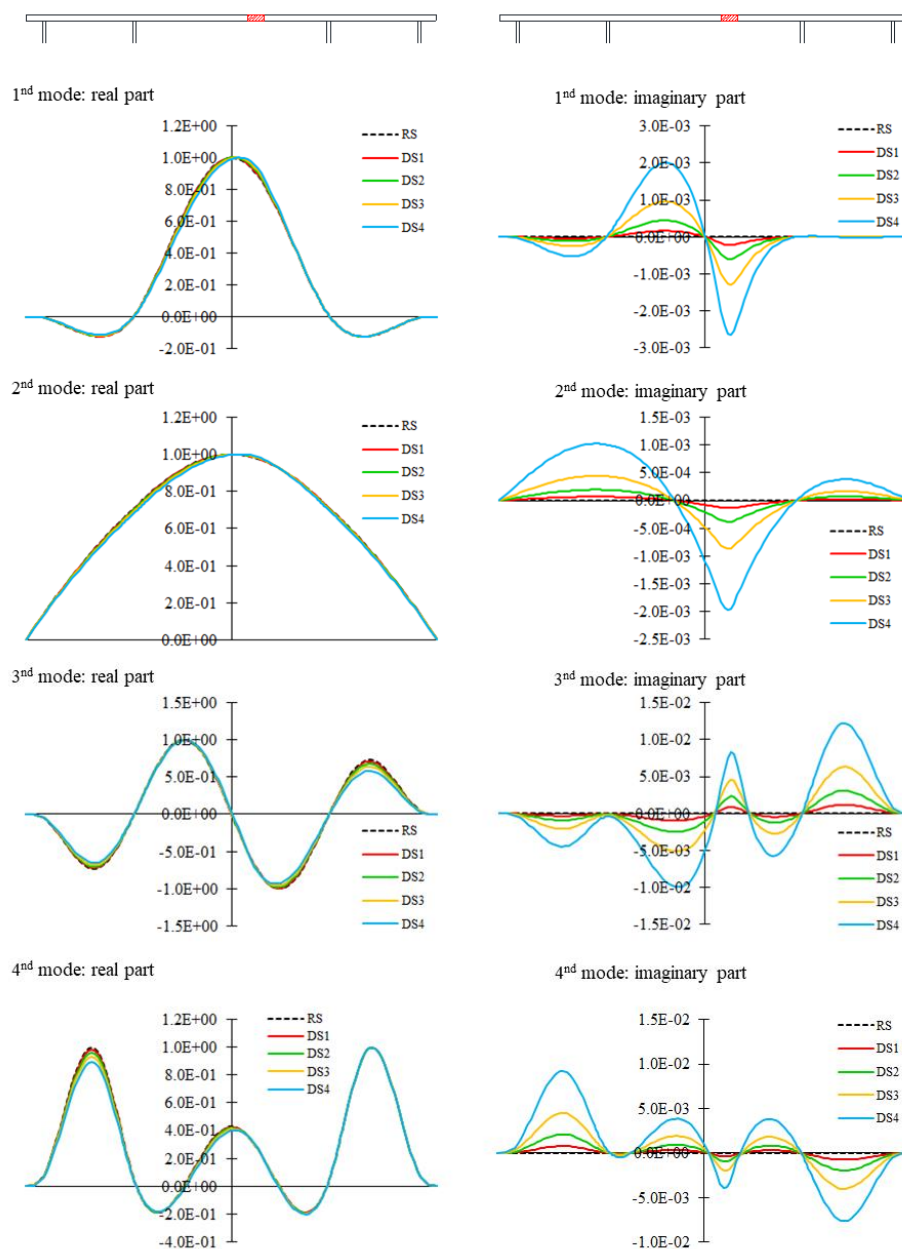 1nd mode: real part
1.2E+00
1.0E+00
8.0E-01
6.0E-01
4.0E-01
2.0E-01
0.0E+00
-2.0E-01
RS
DS1
DS2
DS3
DS4
1nd mode: imaginary part
3.0E-03
2.0E-03
1.0E-03
0.0E+00
-1.0E-03
-2.0E-03
-3.0E-03
RS
DS1
DS2
DS3
DS4
2nd mode: real part
1.2E+00
1.0E+00
8.0E-01
6.0E-01
4.0E-01
2.0E-01
0.0E+00
RS
DS1
DS2
DS3
DS4
2nd mode: imaginary part
1.5E-03
1.0E-03
5.0E-04
0.0E+00
-5.0E-04
-1.0E-03
-1.5E-03
-2.0E-03
-2.5E-03
RS
DS1
DS2
DS3
DS4
3nd mode: real part
1.5E+00
1.0E+00
5.0E-01
0.0E+00
-5.0E-01
-1.0E+00
-1.5E+00
RS
DS1
DS2
DS3
DS4
3nd mode: imaginary part
1.5E-02
1.0E-02
5.0E-03
0.0E+00
-5.0E-03
-1.0E-02
-1.5E-02
RS
DS1
DS2
DS3
DS4
4nd mode: real part
1.2E+00
1.0E+00
8.0E-01
6.0E-01
4.0E-01
2.0E-01
0.0E+00
-2.0E-01
-4.0E-01
RS
DS1
DS2
DS3
DS4
4nd mode: imaginary part
1.5E-02
1.0E-02
5.0E-03
0.0E+00
-5.0E-03
-1.0E-02
RS
DS1
DS2
DS3
DS4